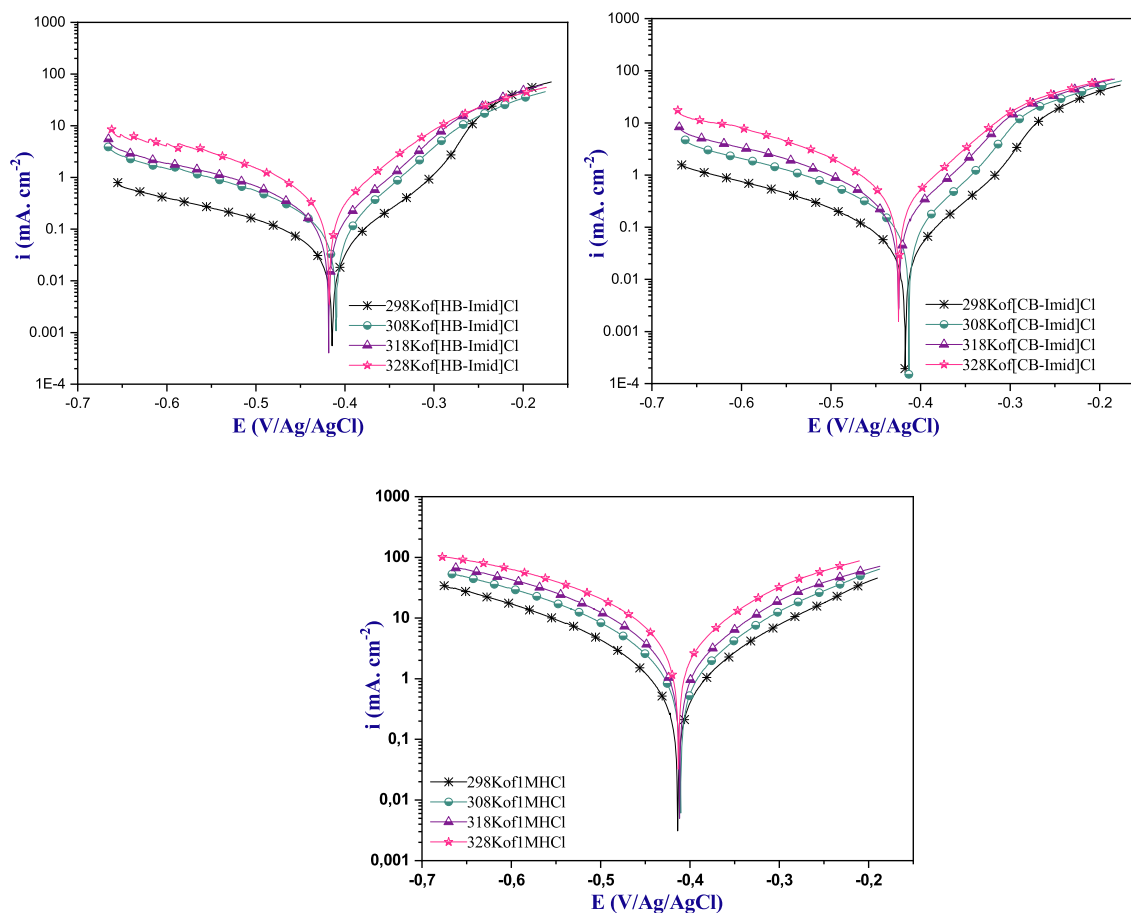 1000
100
10
1
0.1
0.01
0.001
1E-4
i (mA. cm-2)
298Kof[HB-Imid]Cl
308Kof[HB-Imid]Cl
318Kof[HB-Imid]Cl
328Kof[HB-Imid]Cl
-0.7 -0.6 -0.5 -0.4 -0.3 -0.2
E (V/Ag/AgCl)
1000
100
10
1
0.1
0.01
0.001
1E-4
i (mA. cm-2)
298Kof[CB-Imid]Cl
308Kof[CB-Imid]Cl
318Kof[CB-Imid]Cl
328Kof[CB-Imid]Cl
-0.7 -0.6 -0.5 -0.4 -0.3 -0.2
E (V/Ag/AgCl)
1000
100
10
1
0,1
0,01
0,001
i (mA. cm-2)
298Kof1MHCl
308Kof1MHCl
318Kof1MHCl
328Kof1MHCl
-0,7 -0,6 -0,5 -0,4 -0,3 -0,2
E (V/Ag/AgCl)